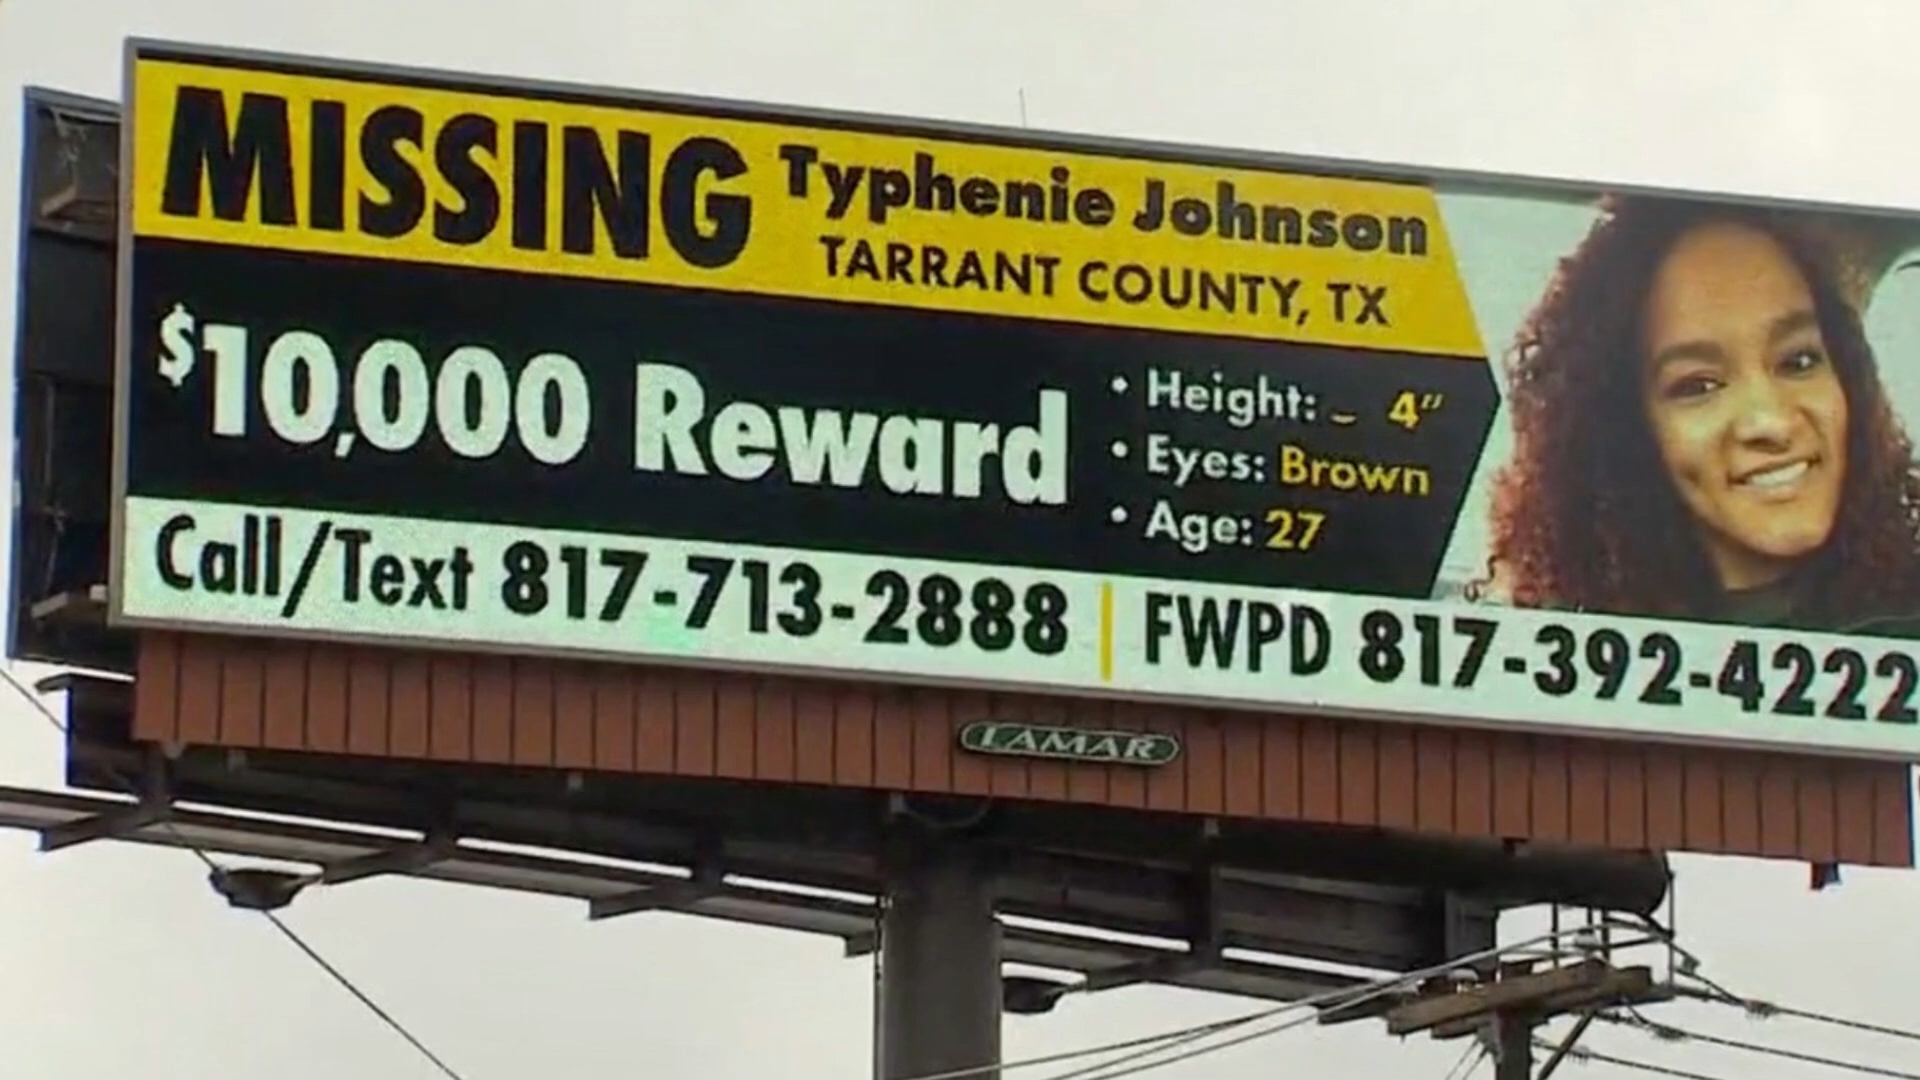 MISSING Typhenie Johnson
TARRANT COUNTY, TX
$10,000 Reward
• Height: 4"
• Eyes: Brown
• Age: 27
Call/Text 817-713-2888 | FWPD 817-392-4222
LAMAR